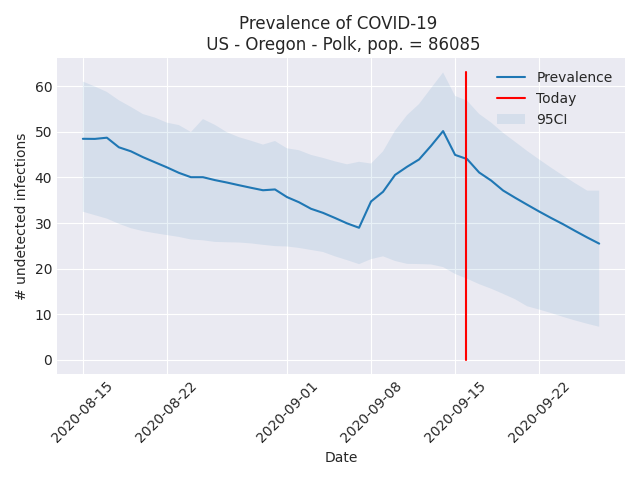 Prevalence of COVID-19
US - Oregon - Polk, pop. = 86085
Prevalence
Today
95CI
# undetected infections
60
50
40
30
20
10
0
2020-08-15
2020-08-22
2020-09-01
2020-09-08
2020-09-15
2020-09-22
Date